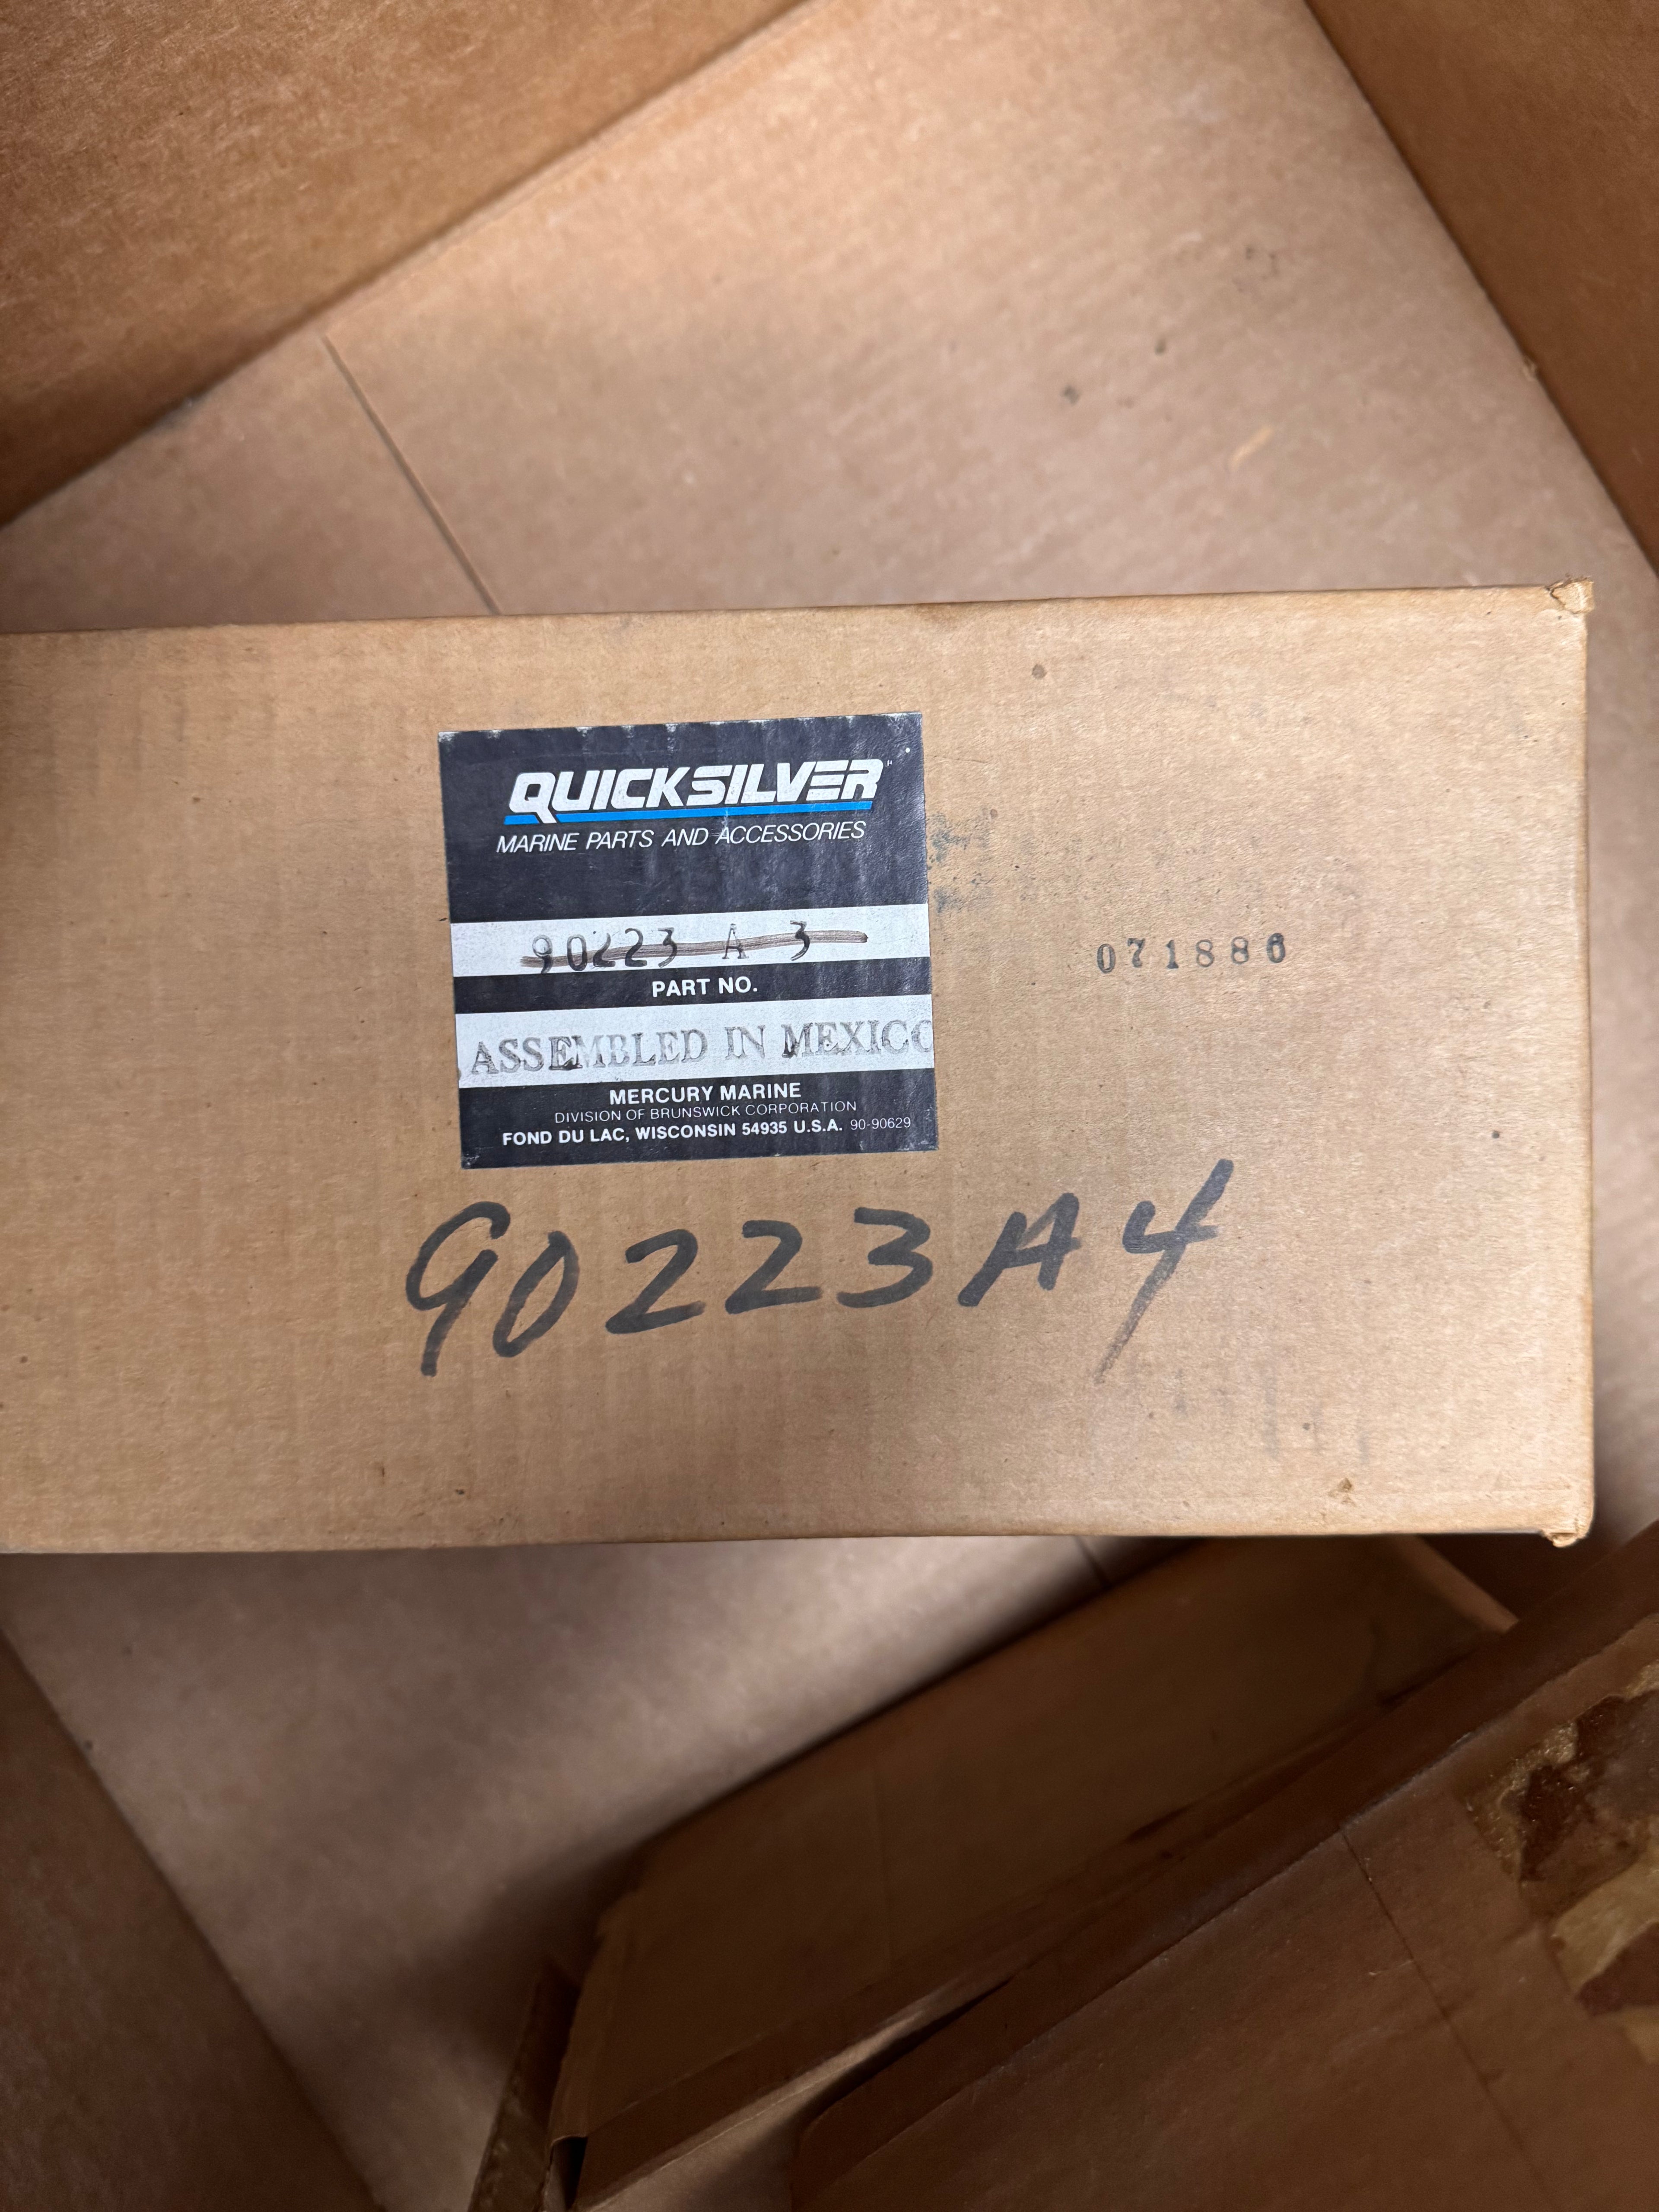 QUICKSILVER
MARINE PARTS AND ACCESSORIES
90223 A 3
PART NO.
071886
ASSEMBLED IN MEXICO
MERCURY MARINE
DIVISION OF BRUNSWICK CORPORATION
FOND DU LAC, WISCONSIN 54935 U.S.A. 90-90629
90223A4